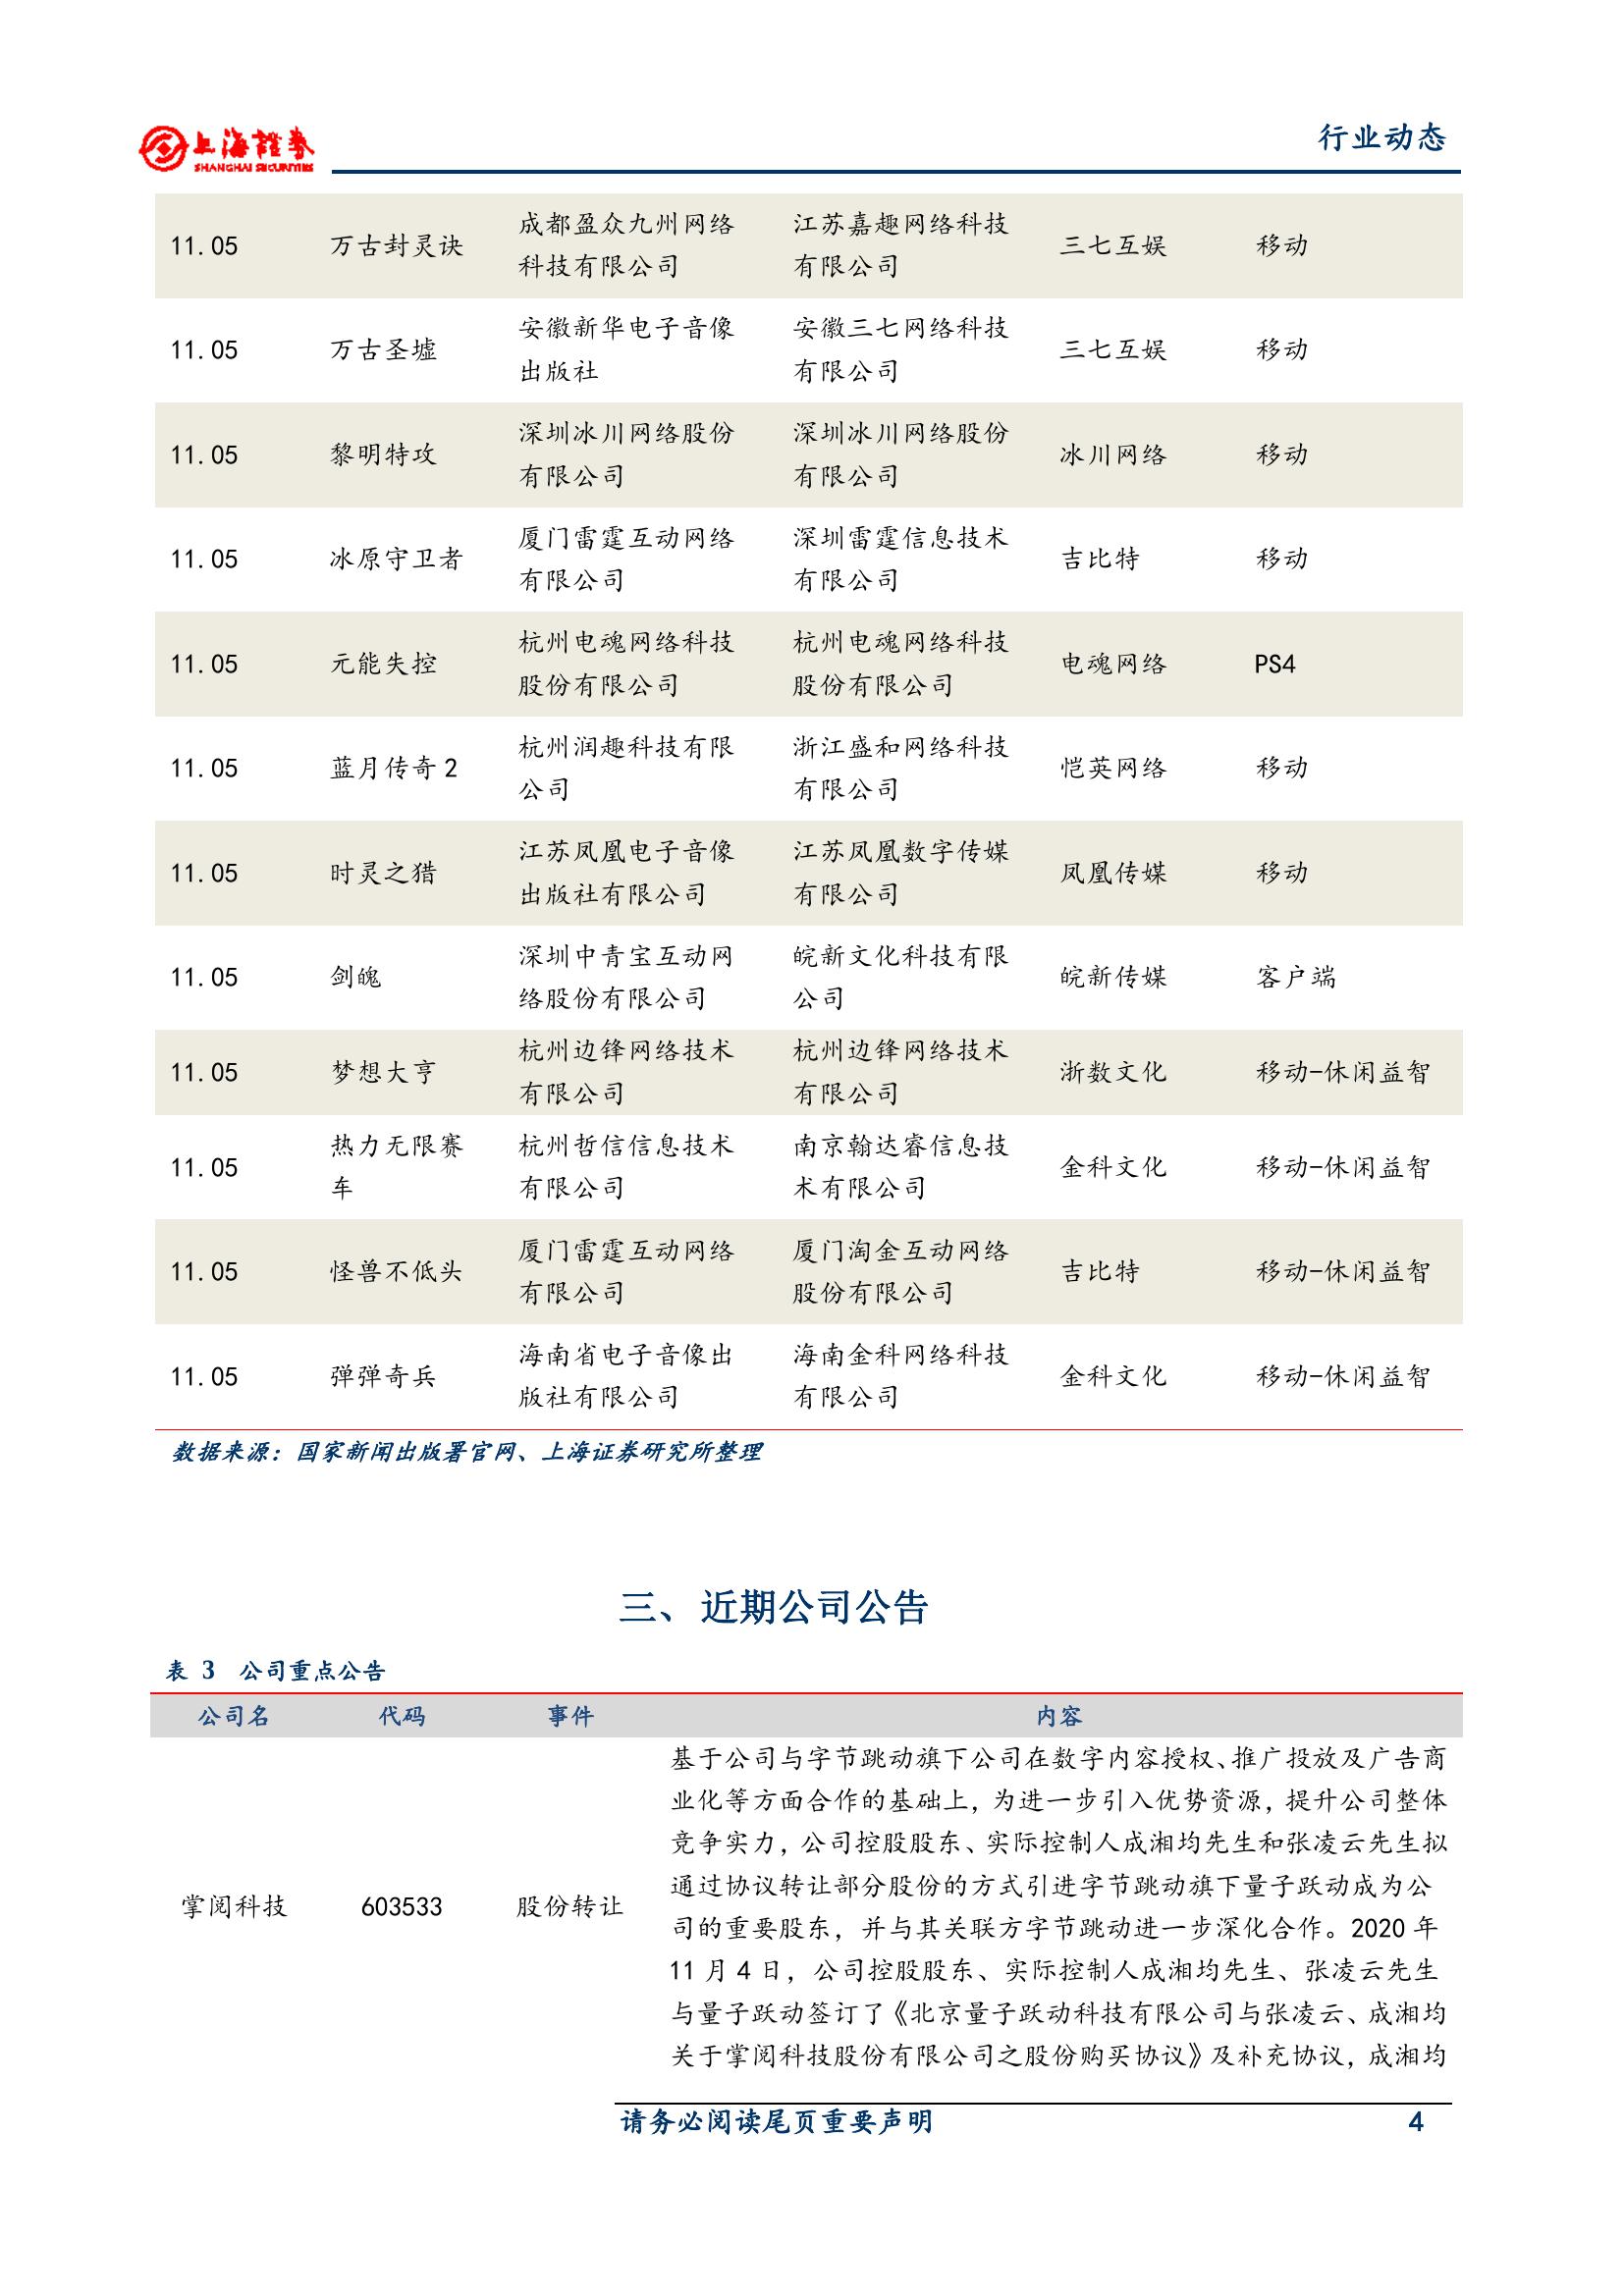 上海證券
SHANGHAI SECURITIES
行业动态
11.05 万古封灵诀 成都盈众九州网络 江苏嘉趣网络科技 三七互娱 移动
科技有限公司 有限公司
11.05 万古圣墟 安徽新华电子音像 安徽三七网络科技 三七互娱 移动
出版社 有限公司
11.05 黎明特攻 深圳冰川网络股份 深圳冰川网络股份 冰川网络 移动
有限公司 有限公司
11.05 冰原守卫者 厦门雷霆互动网络 深圳雷霆信息技术 吉比特 移动
有限公司 有限公司
11.05 元能失控 杭州电魂网络科技 杭州电魂网络科技 电魂网络 PS4
股份有限公司 股份有限公司
11.05 蓝月传奇 2 杭州润趣科技有限 浙江盛和网络科技 恺英网络 移动
公司 有限公司
11.05 时灵之猎 江苏凤凰电子音像 江苏凤凰数字传媒 凤凰传媒 移动
出版社有限公司 有限公司
11.05 剑魄 深圳中青宝互动网 皖新文化科技有限 皖新传媒 客户端
络股份有限公司 公司
11.05 梦想大亨 杭州边锋网络技术 杭州边锋网络技术 浙数文化 移动-休闲益智
有限公司 有限公司
11.05 热力无限赛 杭州哲信信息技术 南京翰达睿信息技 金科文化 移动-休闲益智
车 有限公司 术有限公司
11.05 怪兽不低头 厦门雷霆互动网络 厦门淘金互动网络 吉比特 移动-休闲益智
有限公司 股份有限公司
11.05 弹弹奇兵 海南省电子音像出 海南金科网络科技 金科文化 移动-休闲益智
版社有限公司 有限公司
数据来源：国家新闻出版署官网、上海证券研究所整理
三、近期公司公告
表 3 公司重点公告
公司名 代码 事件 内容
掌阅科技 603533 股份转让
基于公司与字节跳动旗下公司在数字内容授权、推广投放及广告商
业化等方面合作的基础上，为进一步引入优势资源，提升公司整体
竞争实力，公司控股股东、实际控制人成湘均先生和张凌云先生拟
通过协议转让部分股份的方式引进字节跳动旗下量子跃动成为公
司的重要股东，并与其关联方字节跳动进一步深化合作。2020 年
11 月 4 日，公司控股股东、实际控制人成湘均先生、张凌云先生
与量子跃动签订了《北京量子跃动科技有限公司与张凌云、成湘均
关于掌阅科技股份有限公司之股份购买协议》及补充协议，成湘均
请务必阅读尾页重要声明 4